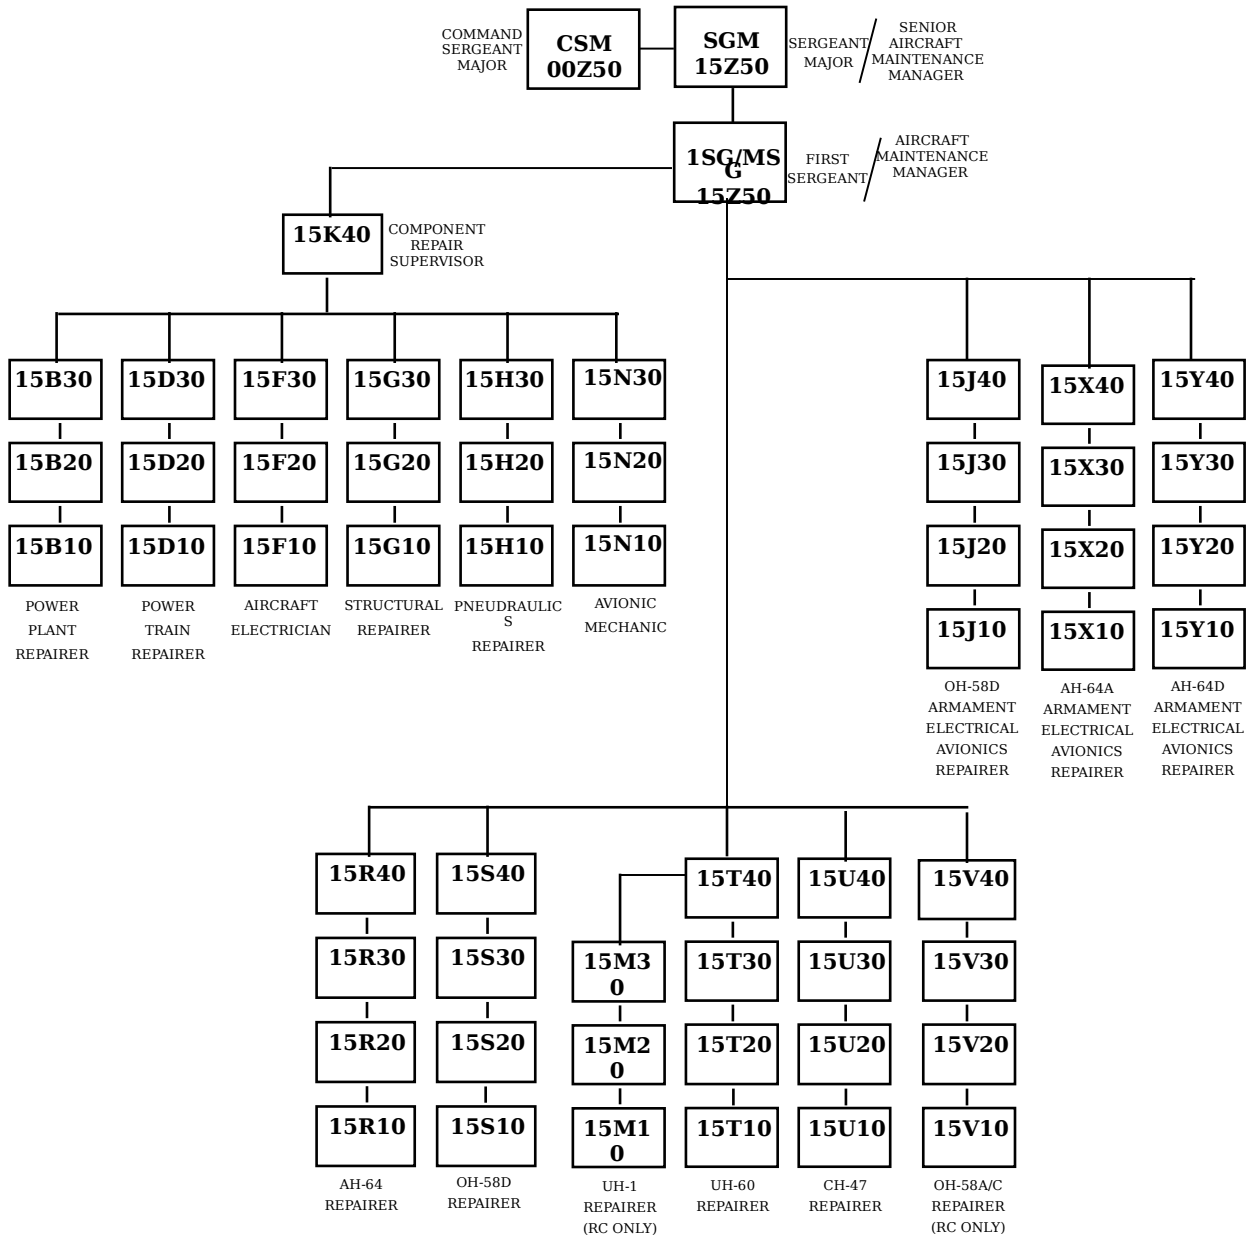 COMMAND
SERGEANT
MAJOR
CSM
00Z50
SGM
15Z50
SERGEANT
MAJOR
SENIOR
AIRCRAFT
MAINTENANCE
MANAGER
1SG/MS
G
15Z50
FIRST
SERGEANT
AIRCRAFT
MAINTENANCE
MANAGER
15K40
COMPONENT
REPAIR
SUPERVISOR
15B30 15D30 15F30 15G30 15H30 15N30
15B20 15D20 15F20 15G20 15H20 15N20
15B10 15D10 15F10 15G10 15H10 15N10
POWER
PLANT
REPAIRER
POWER
TRAIN
REPAIRER
AIRCRAFT
ELECTRICIAN
STRUCTURAL
REPAIRER
PNEUDRAULIC
S
REPAIRER
AVIONIC
MECHANIC
15J40 15X40 15Y40
15J30 15X30 15Y30
15J20 15X20 15Y20
15J10 15X10 15Y10
OH-58D
ARMAMENT
ELECTRICAL
AVIONICS
REPAIRER
AH-64A
ARMAMENT
ELECTRICAL
AVIONICS
REPAIRER
AH-64D
ARMAMENT
ELECTRICAL
AVIONICS
REPAIRER
15R40 15S40 15T40 15U40 15V40
15R30 15S30
15M3
0
15T30 15U30 15V30
15R20 15S20
15M2
0
15T20 15U20 15V20
15R10 15S10
15M1
0
15T10 15U10 15V10
AH-64
REPAIRER
OH-58D
REPAIRER
UH-1
REPAIRER
(RC ONLY)
UH-60
REPAIRER
CH-47
REPAIRER
OH-58A/C
REPAIRER
(RC ONLY)